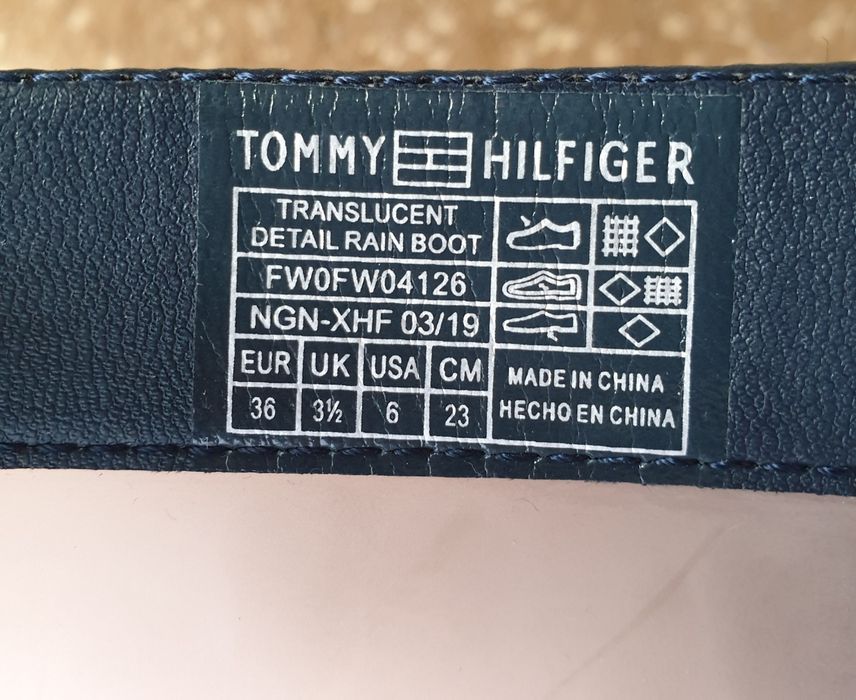 TOMMY HILFIGER
TRANSLUCENT
DETAIL RAIN BOOT
FW0FW04126
NGN-XHF 03/19
EUR UK USA CM
36 3½ 6 23
MADE IN CHINA
HECHO EN CHINA